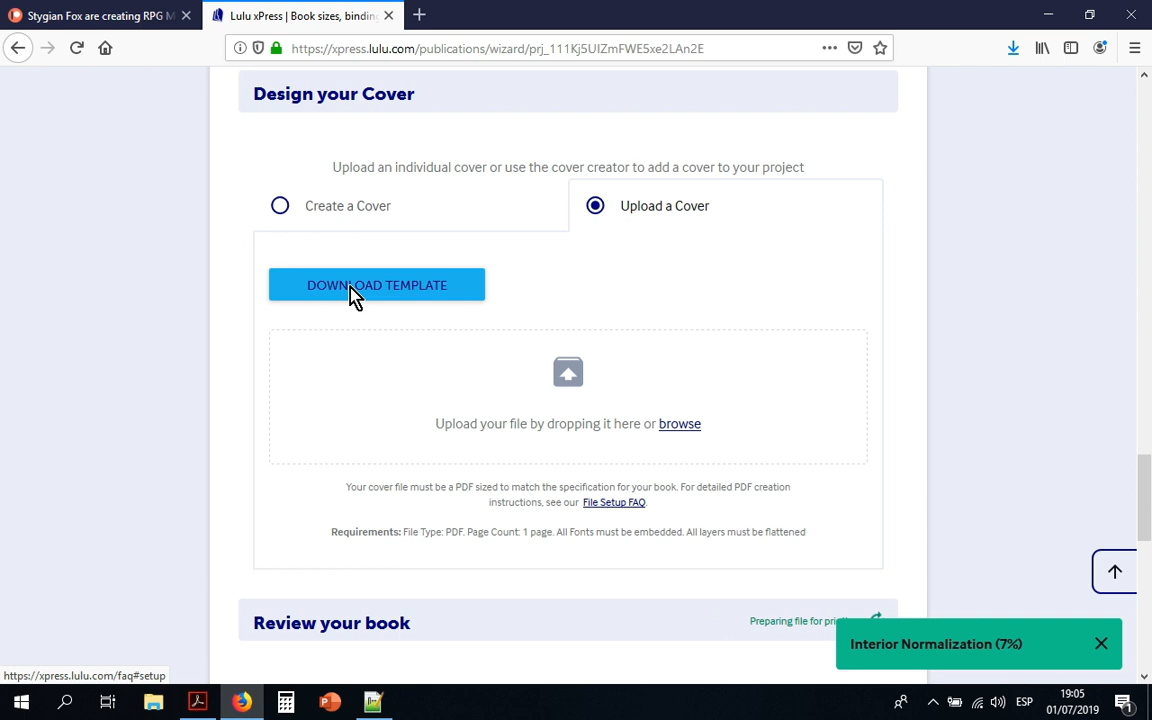 Stygian Fox are creating RPG M
Lulu xPress | Book sizes, bindin
https://xpress.lulu.com/publications/wizard/prj_111Kj5UIZmFWE5xe2LAn2E
Design your Cover
Upload an individual cover or use the cover creator to add a cover to your project
Create a Cover
Upload a Cover
DOWNLOAD TEMPLATE
Upload your file by dropping it here or browse
Your cover file must be a PDF sized to match the specification for your book. For detailed PDF creation
instructions, see our File Setup FAQ.
Requirements: File Type: PDF. Page Count: 1 page. All Fonts must be embedded. All layers must be flattened
Review your book
Preparing file for pri
Interior Normalization (7%)
https://xpress.lulu.com/faq#setup
ESP
19:05
01/07/2019
1